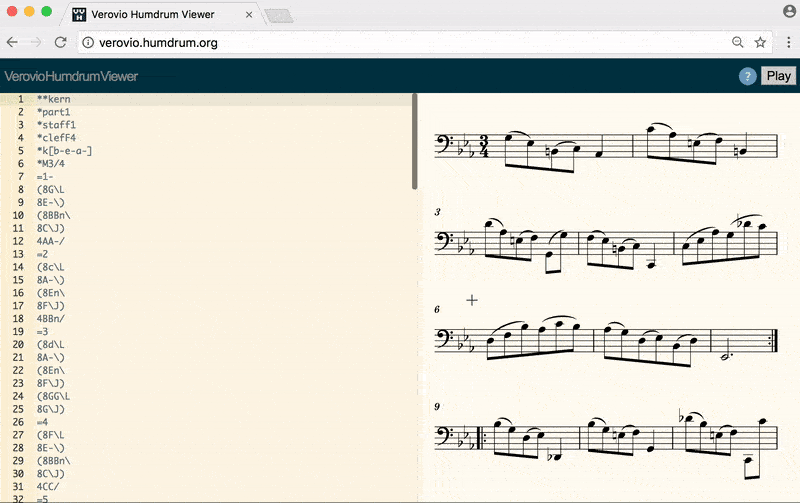 Verovio Humdrum Viewer
verovio.humdrum.org
VerovioHumdrumViewer
? Play
1 **kern
2 *part1
3 *staff1
4 *clefF4
5 *k[b-e-a-]
6 *M3/4
7 =1-
8 (8G\L
9 8E-\)
10 (8BBn\
11 8C\J)
12 4AA-/
13 =2
14 (8c\L
15 8A-\)
16 (8En\
17 8F\J)
18 4BBn/
19 =3
20 (8d\L
21 8A-\)
22 (8En\
23 8F\J)
24 (8GG\L
25 8G\J)
26 =4
27 (8F\L
28 8E-\)
29 (8BBn\
30 8C\J)
31 4CC/
32 =5
3
4
3
6
9